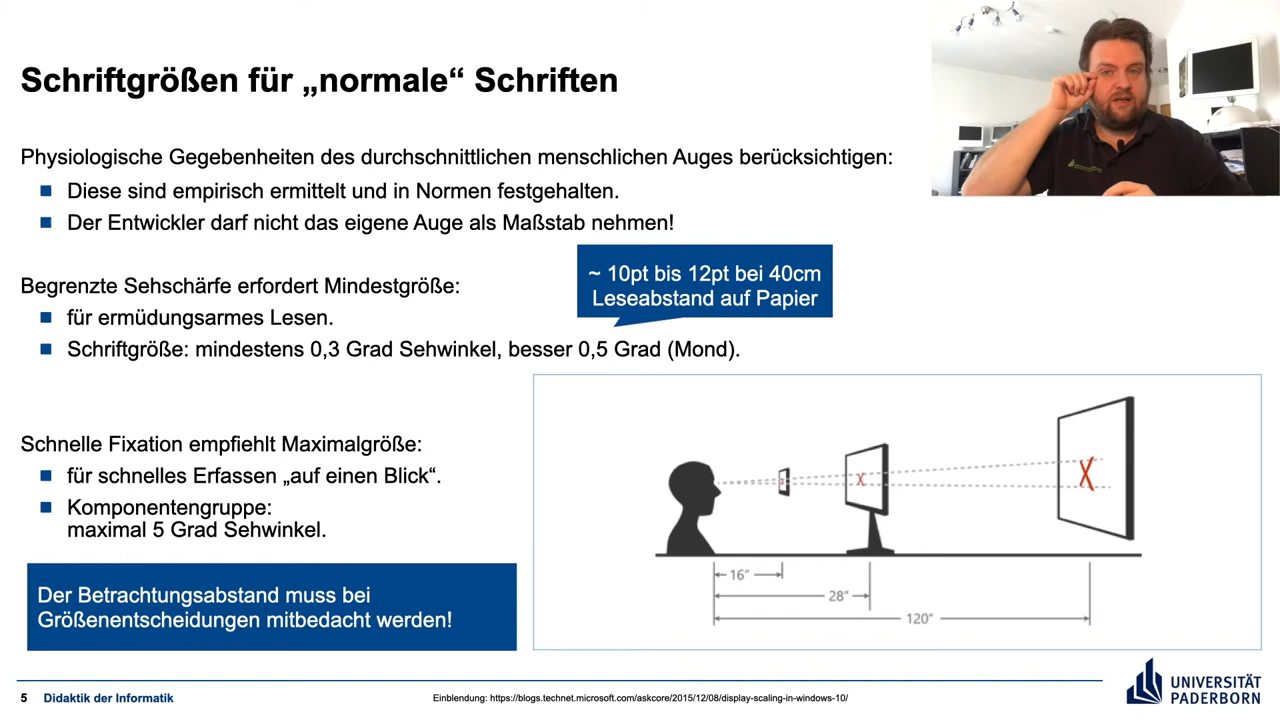 Schriftgrößen für „normale“ Schriften
Physiologische Gegebenheiten des durchschnittlichen menschlichen Auges berücksichtigen:
Diese sind empirisch ermittelt und in Normen festgehalten.
Der Entwickler darf nicht das eigene Auge als Maßstab nehmen!
~ 10pt bis 12pt bei 40cm
Leseabstand auf Papier
Begrenzte Sehschärfe erfordert Mindestgröße:
für ermüdungsarmes Lesen.
Schriftgröße: mindestens 0,3 Grad Sehwinkel, besser 0,5 Grad (Mond).
Schnelle Fixation empfiehlt Maximalgröße:
für schnelles Erfassen „auf einen Blick“.
Komponentengruppe:
maximal 5 Grad Sehwinkel.
Der Betrachtungsabstand muss bei
Größenentscheidungen mitbedacht werden!
X
X
16”
28”
120”
5 Didaktik der Informatik
Einblendung: https://blogs.technet.microsoft.com/askcore/2015/12/08/display-scaling-in-windows-10/
UNIVERSITÄT
PADERBORN